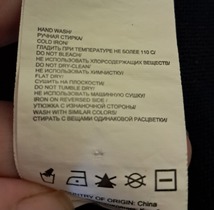 HAND WASH!
РУЧНАЯ СТИРКА!
COLD IRON!
ГЛАДИТЬ ПРИ ТЕМПЕРАТУРЕ НЕ БОЛЕЕ 110 C!
DO NOT BLEACH!
НЕ ИСПОЛЬЗОВАТЬ ХЛОРСОДЕРЖАЩИХ ВЕЩЕСТВ!
DO NOT DRY-CLEAN!
НЕ ИСПОЛЬЗОВАТЬ ХИМЧИСТКИ!
FLAT DRY!
СУШИТЬ НА ПЛОСКОСТИ!
DO NOT TUMBLE DRY!
НЕ ИСПОЛЬЗОВАТЬ МАШИННУЮ СУШКУ!
IRON ON REVERSED SIDE !
УТЮЖКА С ИЗНАНОЧНОЙ СТОРОНЫ!
WASH WITH SIMILAR COLORS!
СТИРАТЬ С ВЕЩАМИ ОДИНАКОВОЙ РАСЦВЕТКИ!
COUNTRY OF ORIGIN: China